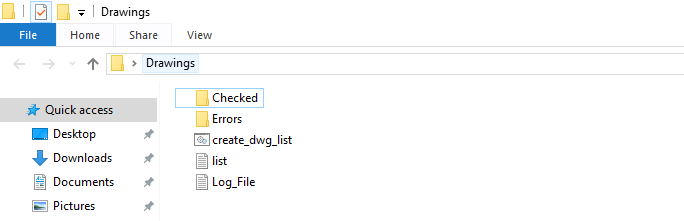 Drawings
File Home Share View
Drawings
Quick access
Desktop
Downloads
Documents
Pictures
Checked
Errors
create_dwg_list
list
Log_File